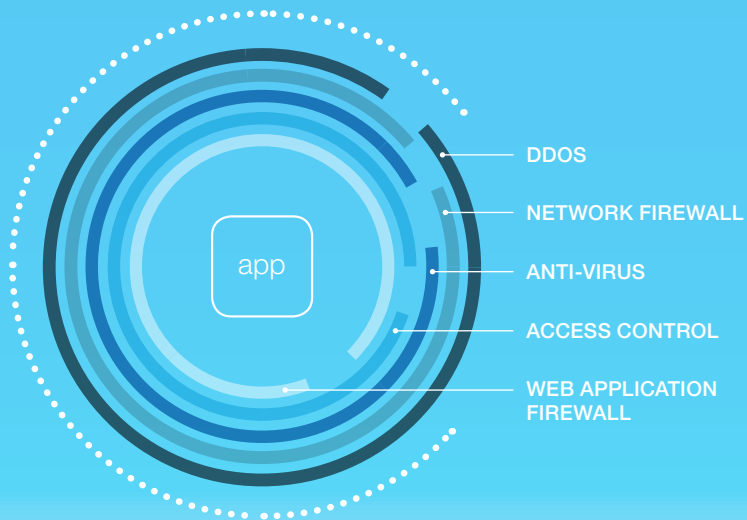 app
DDOS
NETWORK FIREWALL
ANTI-VIRUS
ACCESS CONTROL
WEB APPLICATION
FIREWALL